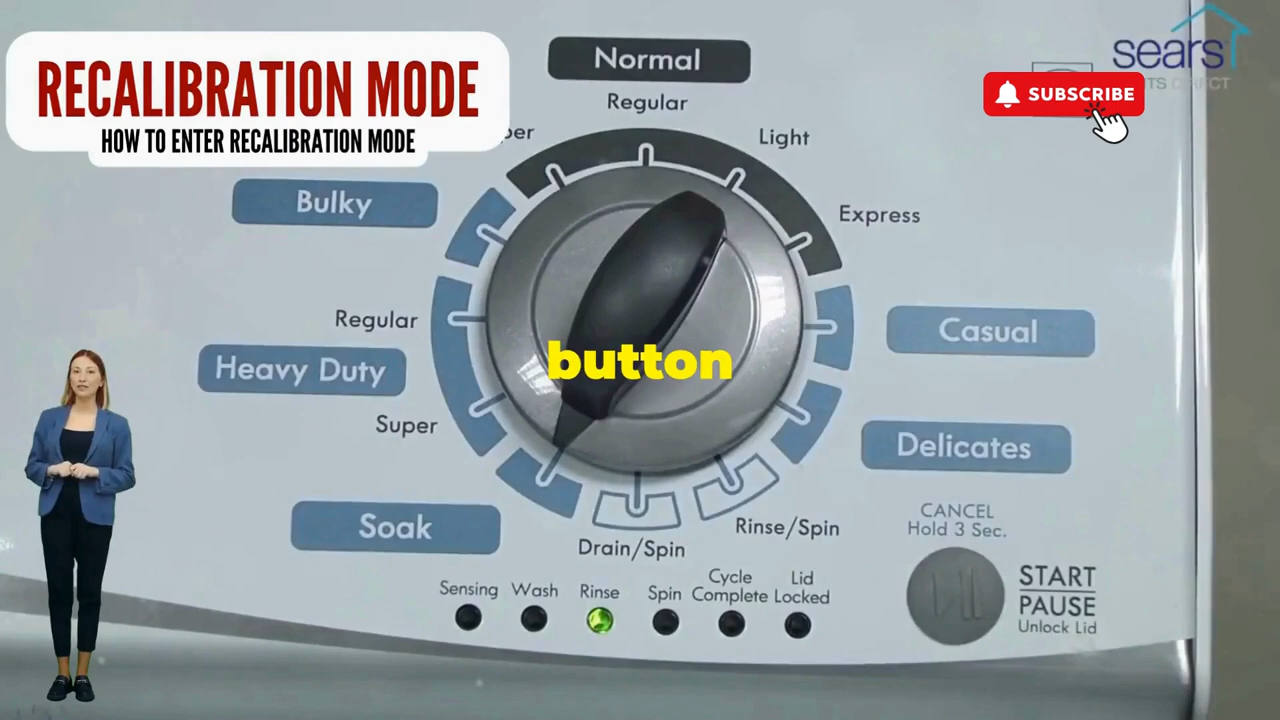 RECALIBRATION MODE
HOW TO ENTER RECALIBRATION MODE
sears
SUBSCRIBE
Normal
Regular
Light
Express
Bulky
Regular
Heavy Duty
Super
button
Casual
Delicates
Soak
Drain/Spin
Rinse/Spin
CANCEL
Hold 3 Sec.
Sensing
Wash
Rinse
Spin
Cycle
Complete
Lid
Locked
START
PAUSE
Unlock Lid